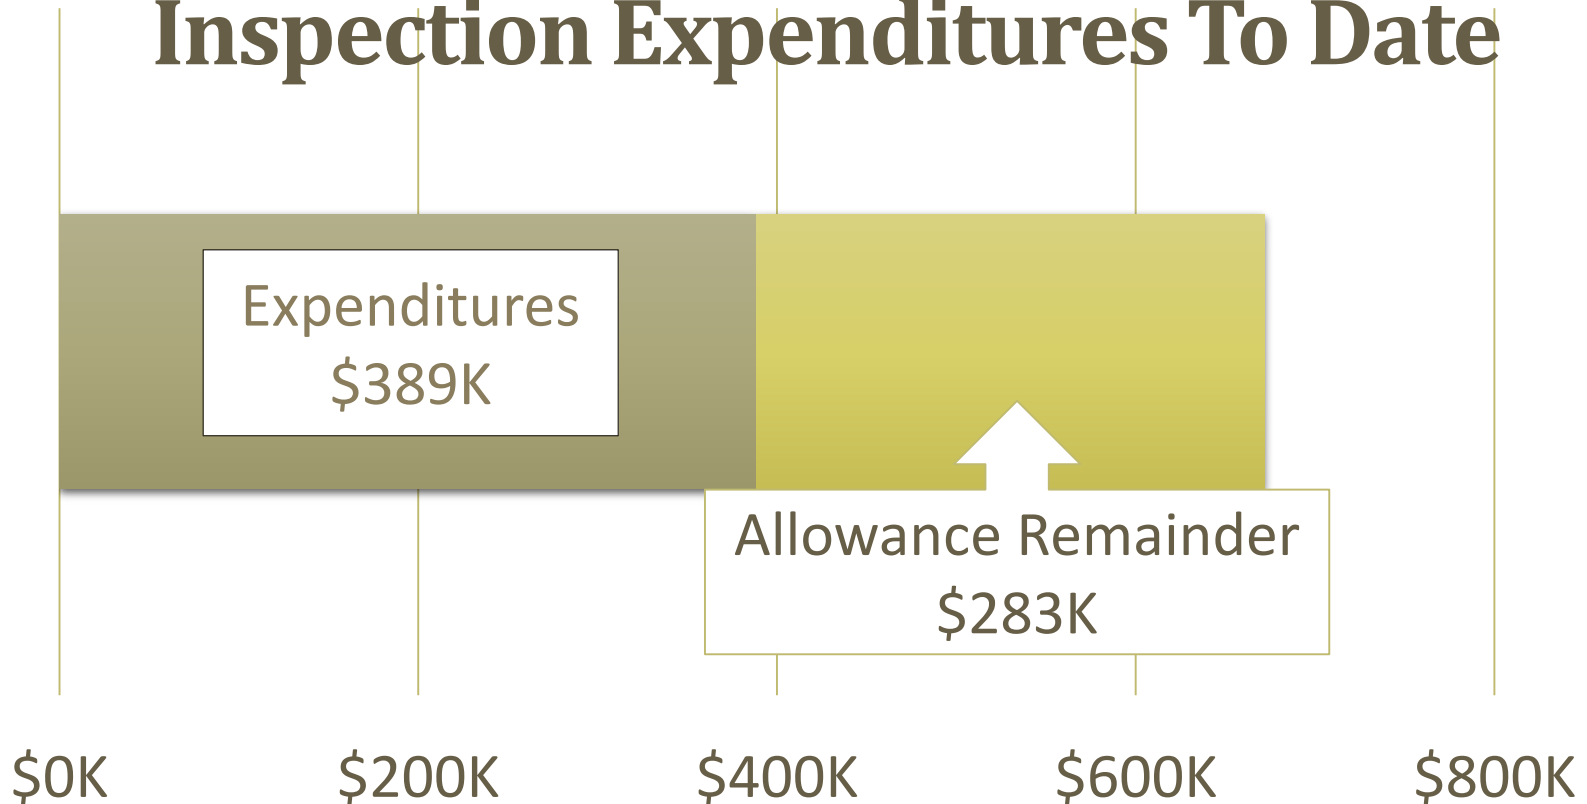 Inspection Expenditures To Date
Expenditures
$389K
Allowance Remainder
$283K
$0K $200K $400K $600K $800K